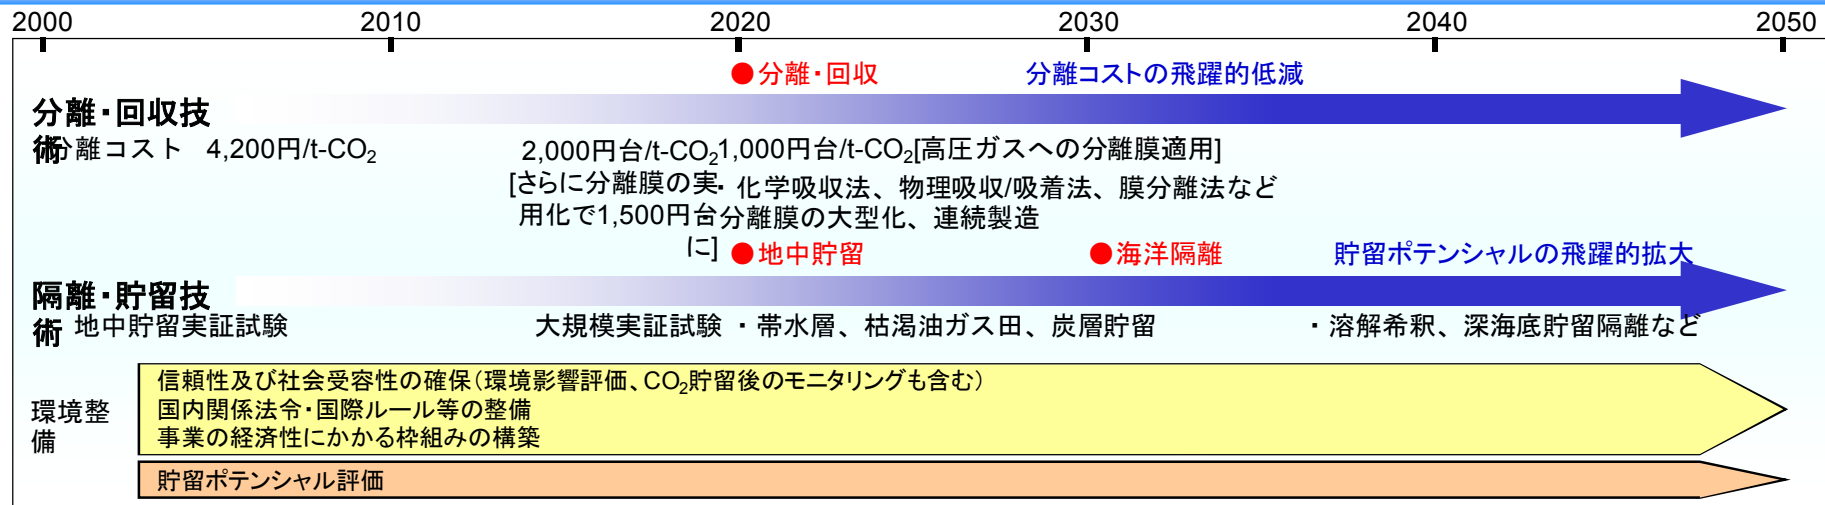 2000 2010 2020 2030 2040 2050
●分離・回収 分離コストの飛躍的低減
分離・回収技
術
分離コスト 4,200円/t-CO2
2,000円台/t-CO2
[さらに分離膜の実
用化で1,500円台
に]
1,000円台/t-CO2[高圧ガスへの分離膜適用]
・化学吸収法、物理吸収/吸着法、膜分離法など
・分離膜の大型化、連続製造
●地中貯留 ●海洋隔離 貯留ポテンシャルの飛躍的拡大
隔離・貯留技
術
地中貯留実証試験 大規模実証試験 ・帯水層、枯渇油ガス田、炭層貯留 ・溶解希釈、深海底貯留隔離など
環境整
備
信頼性及び社会受容性の確保(環境影響評価、CO2貯留後のモニタリングも含む)
国内関係法令・国際ルール等の整備
事業の経済性にかかる枠組みの構築
貯留ポテンシャル評価